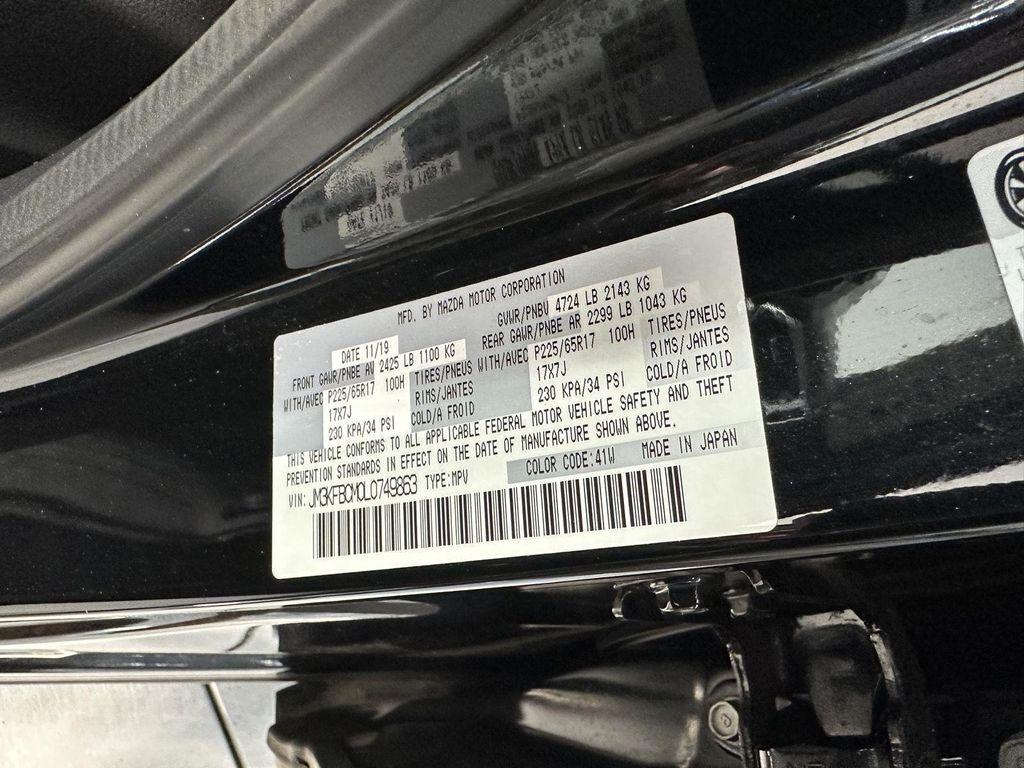 MFD. BY MAZDA MOTOR CORPORATION
DATE 11/19 GVWR/PNBV 4724 LB 2143 KG
FRONT GAWR/PNBE AV 2425 LB 1100 KG REAR GAWR/PNBE AR 2299 LB 1043 KG
WITH/AVEC P225/65R17 100H TIRES/PNEUS WITH/AVEC P225/65R17 100H TIRES/PNEUS
17X7J RIMS/JANTES 17X7J RIMS/JANTES
230 KPA/34 PSI COLD/A FROID 230 KPA/34 PSI COLD/A FROID
THIS VEHICLE CONFORMS TO ALL APPLICABLE FEDERAL MOTOR VEHICLE SAFETY AND THEFT
PREVENTION STANDARDS IN EFFECT ON THE DATE OF MANUFACTURE SHOWN ABOVE.
COLOR CODE:41W MADE IN JAPAN
VIN: JM3KFBCM0L0749863 TYPE:MPV